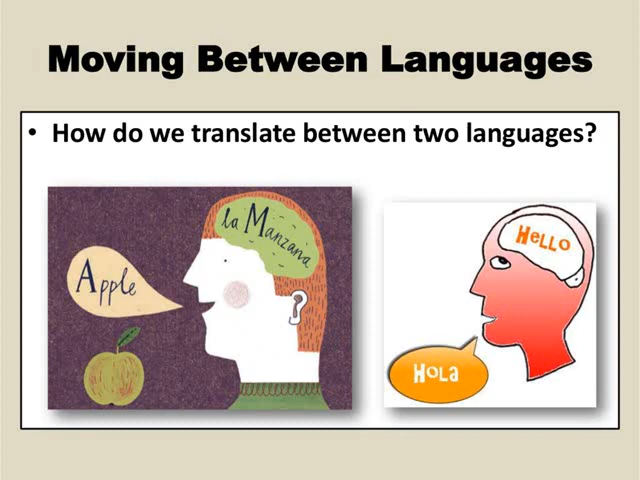 Moving Between Languages
• How do we translate between two languages?
la Manzana
Apple
Hello
Hola